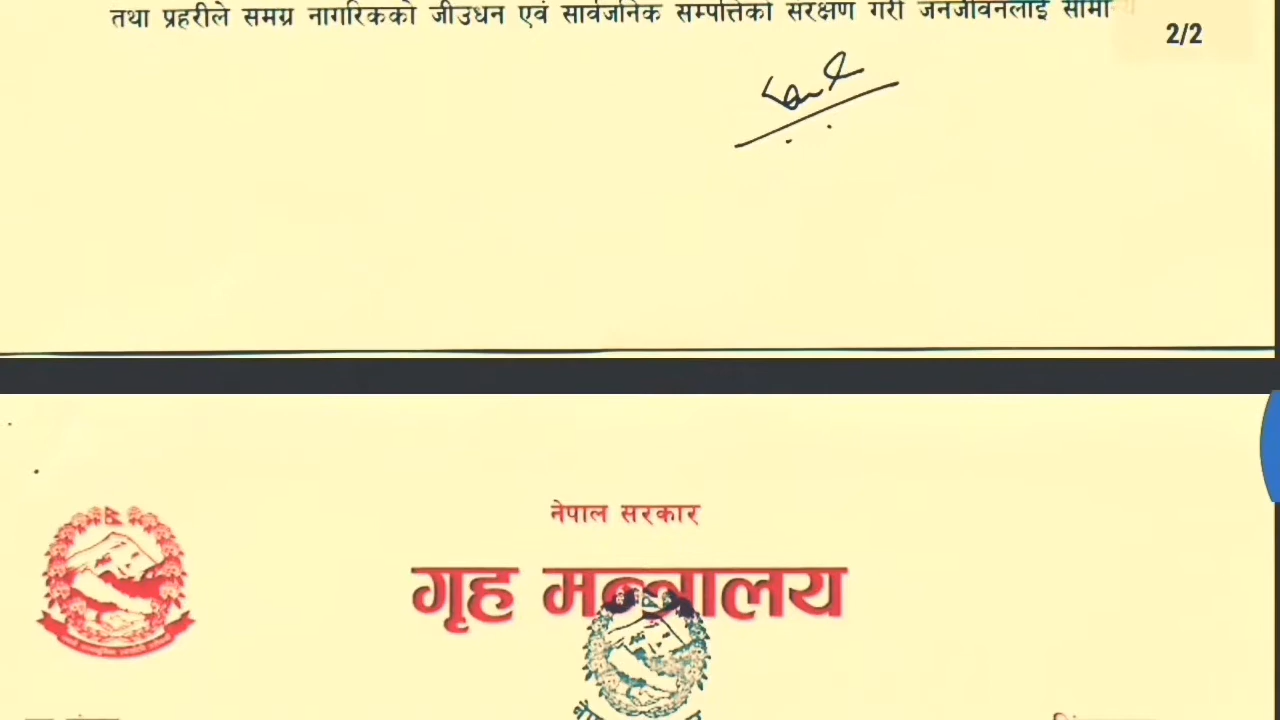 तथा प्रहरीले समग्र नागरिकको जीउधन एवं सार्वजनिक सम्पत्तिको संरक्षण गरी जनजीवनलाई
2/2
नेपाल सरकार
गृह मन्त्रालय